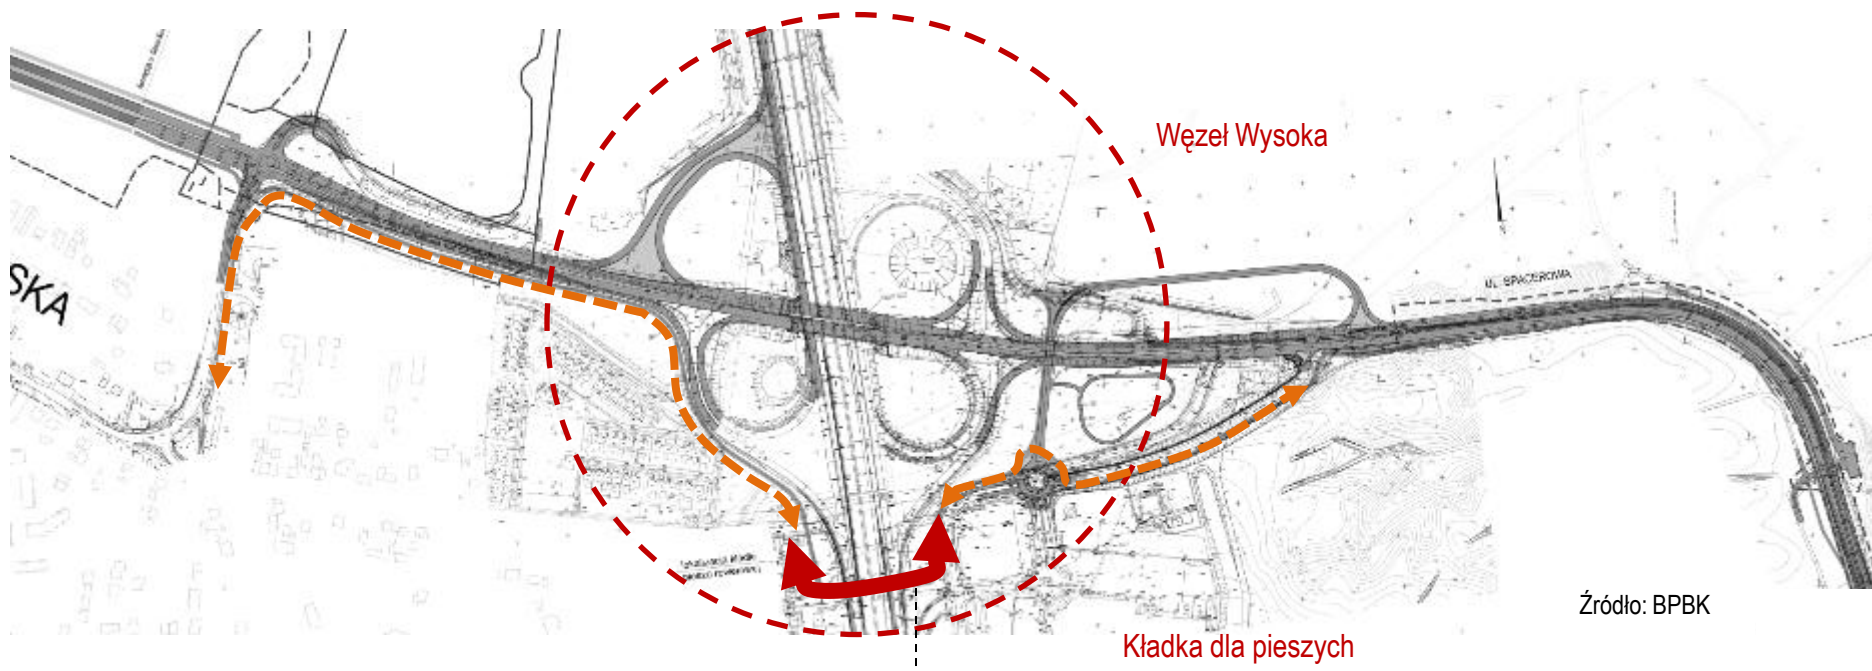 Węzeł Wysoka
UL. SPACEROWA
SKA
Źródło: BPBK
Kładka dla pieszych